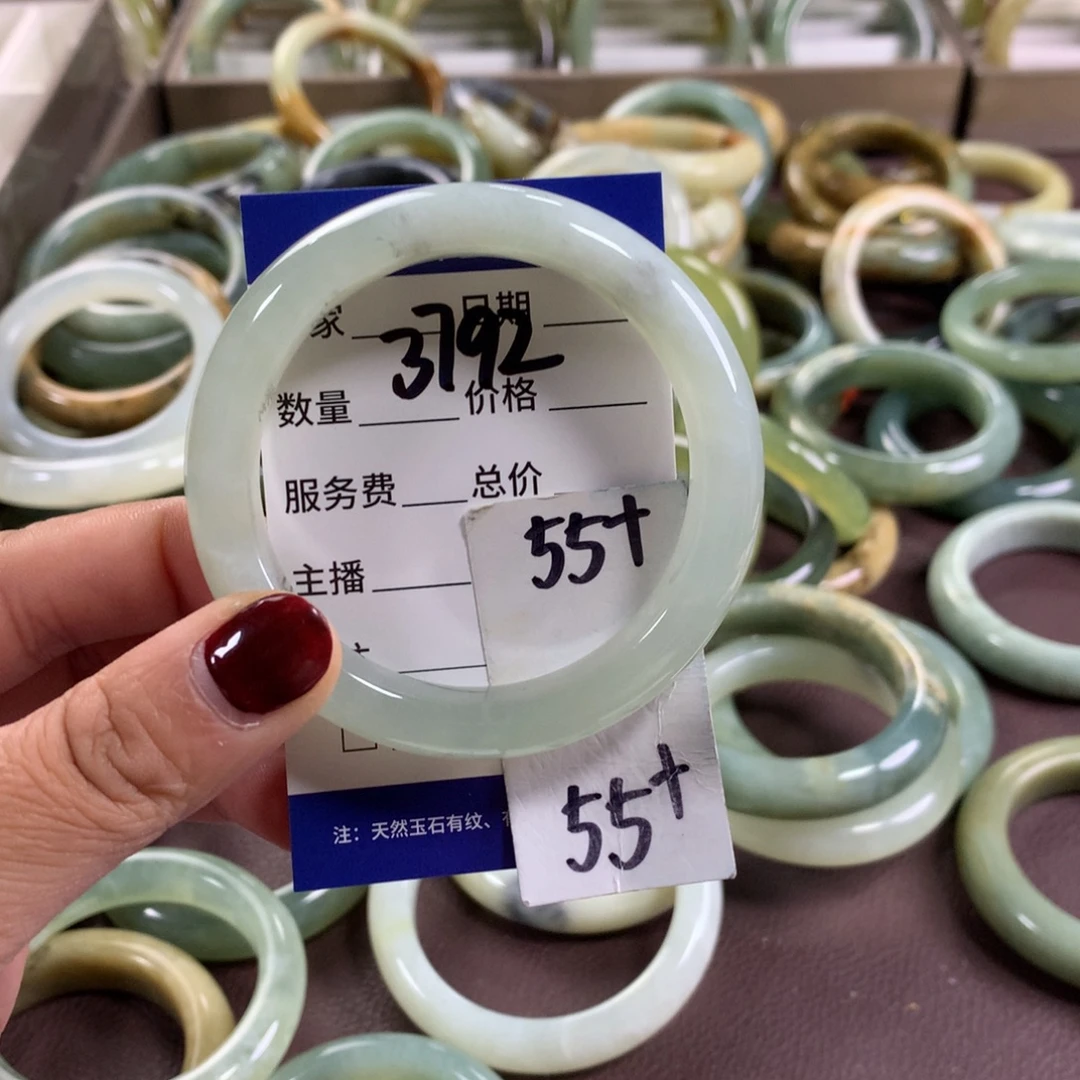 家 日期
3792
数量 价格
服务费 总价
55+
主播
55+
注：天然玉石有纹、